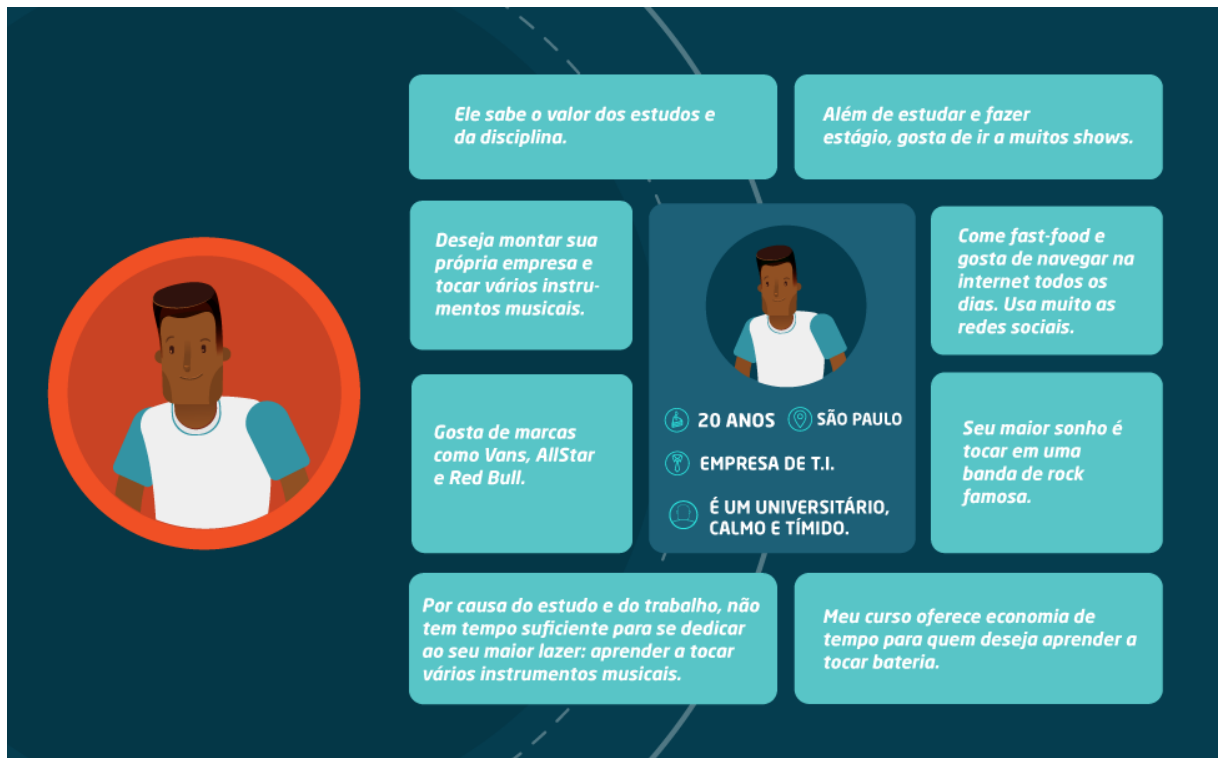 Ele sabe o valor dos estudos e
da disciplina.
Além de estudar e fazer
estágio, gosta de ir a muitos shows.
Deseja montar sua
própria empresa e
tocar vários instru-
mentos musicais.
Come fast-food e
gosta de navegar na
internet todos os
dias. Usa muito as
redes sociais.
Gosta de marcas
como Vans, AllStar
e Red Bull.
20 ANOS SÃO PAULO
EMPRESA DE T.I.
É UM UNIVERSITÁRIO,
CALMO E TÍMIDO.
Seu maior sonho é
tocar em uma
banda de rock
famosa.
Por causa do estudo e do trabalho, não
tem tempo suficiente para se dedicar
ao seu maior lazer: aprender a tocar
vários instrumentos musicais.
Meu curso oferece economia de
tempo para quem deseja aprender a
tocar bateria.